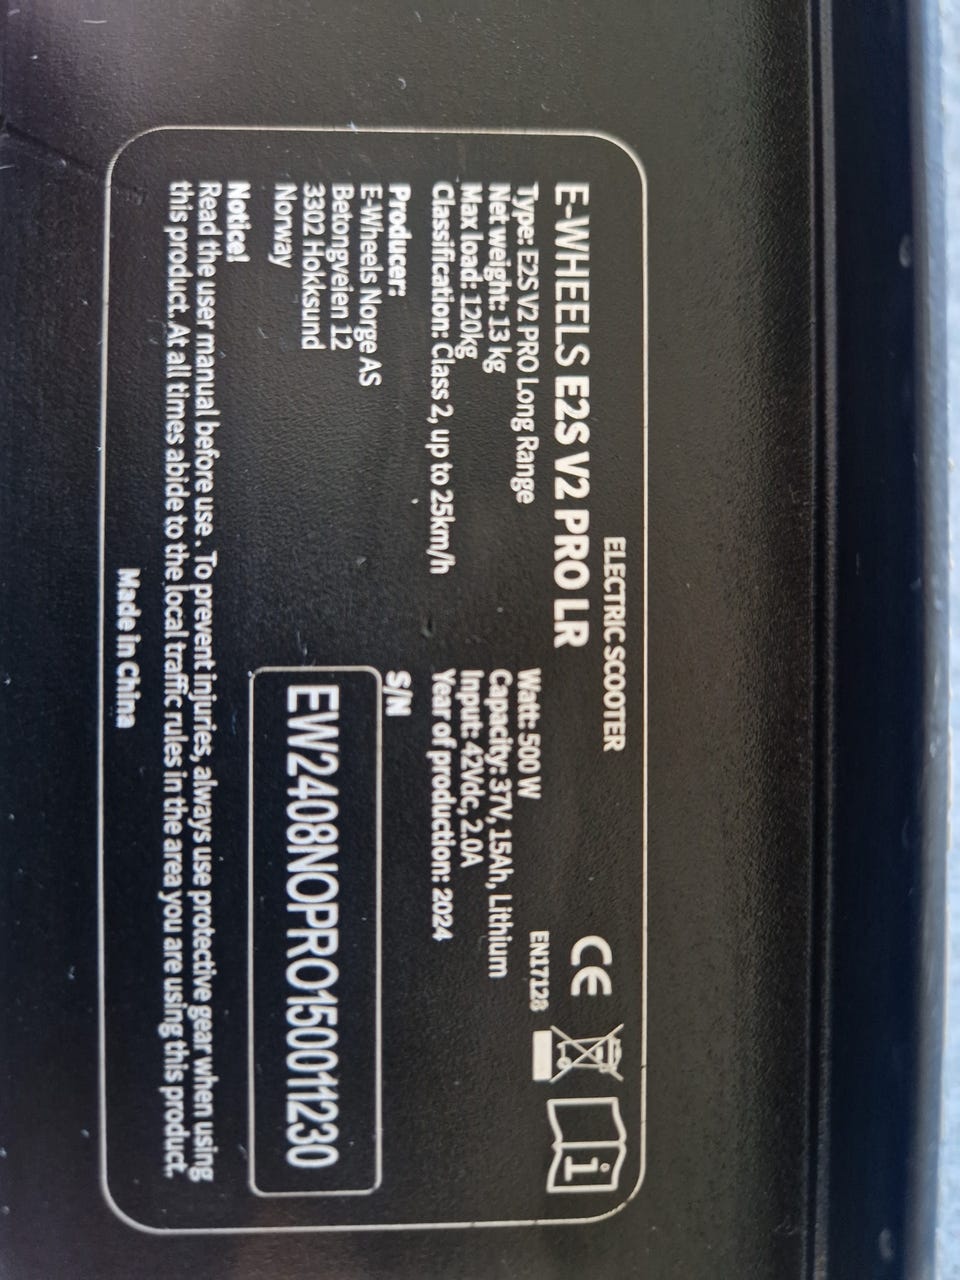 ELECTRIC SCOOTER
E-WHEELS E2S V2 PRO LR
Type: E2S V2 PRO Long Range
Net weight: 13 kg
Max load: 120kg
Classification: Class 2, up to 25km/h
Watt: 500 W
Capacity: 37V, 15Ah, Lithium
Input: 42Vdc, 2.0A
Year of production: 2024
CE
EN17128
i
Producer:
E-Wheels Norge AS
Betongveien 12
3302 Hokksund
Norway
S/N
EW2408NOPRO150011230
Notice!
Read the user manual before use . To prevent injuries, always use protective gear when using
this product. At all times abide to the local traffic rules in the area you are using this product.
Made in China